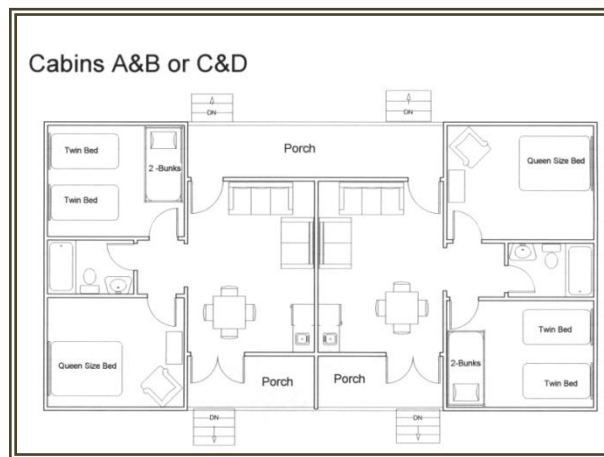 Cabins A&B or C&D
DN
DN
Porch
Twin Bed
2 -Bunks
Twin Bed
Queen Size Bed
Queen Size Bed
Porch
Porch
Twin Bed
2-Bunks
Twin Bed
DN
DN